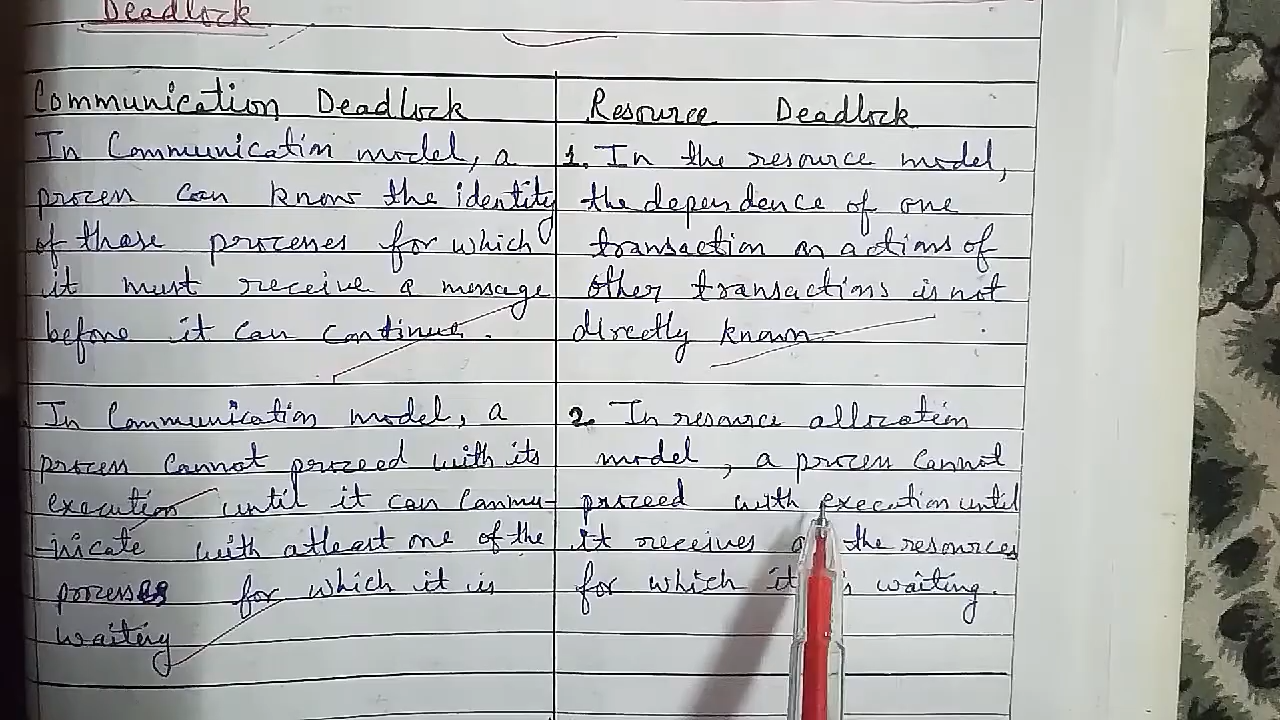 Deadlock
Communication Deadlock
In Communication model, a
process can know the identity
of those processes for which
it must receive a message
before it can continue.
In Communication model, a
process cannot proceed with its
execution until it can commu-
-nicate with atleast one of the
process for which it is
waiting
Resource Deadlock
1. In the resource model,
the dependence of one
transaction on actions of
other transactions is not
directly known
2. In resource allocation
model, a process cannot
proceed with execution until
it receives the resources
for which it waiting.